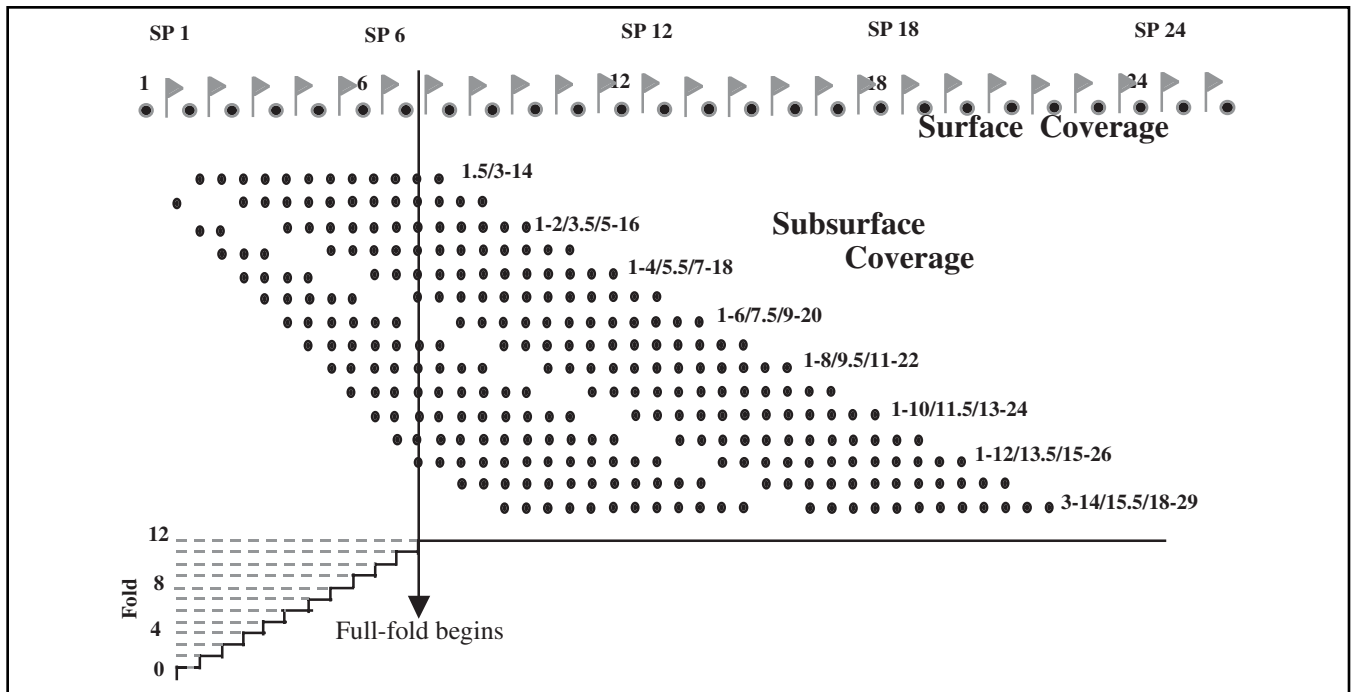 SP 1 SP 6 SP 12 SP 18 SP 24
1 6 12 18 24
Surface Coverage
1.5/3-14
1-2/3.5/5-16
Subsurface
Coverage
1-4/5.5/7-18
1-6/7.5/9-20
1-8/9.5/11-22
1-10/11.5/13-24
1-12/13.5/15-26
3-14/15.5/18-29
12
8
Fold
4
0
Full-fold begins